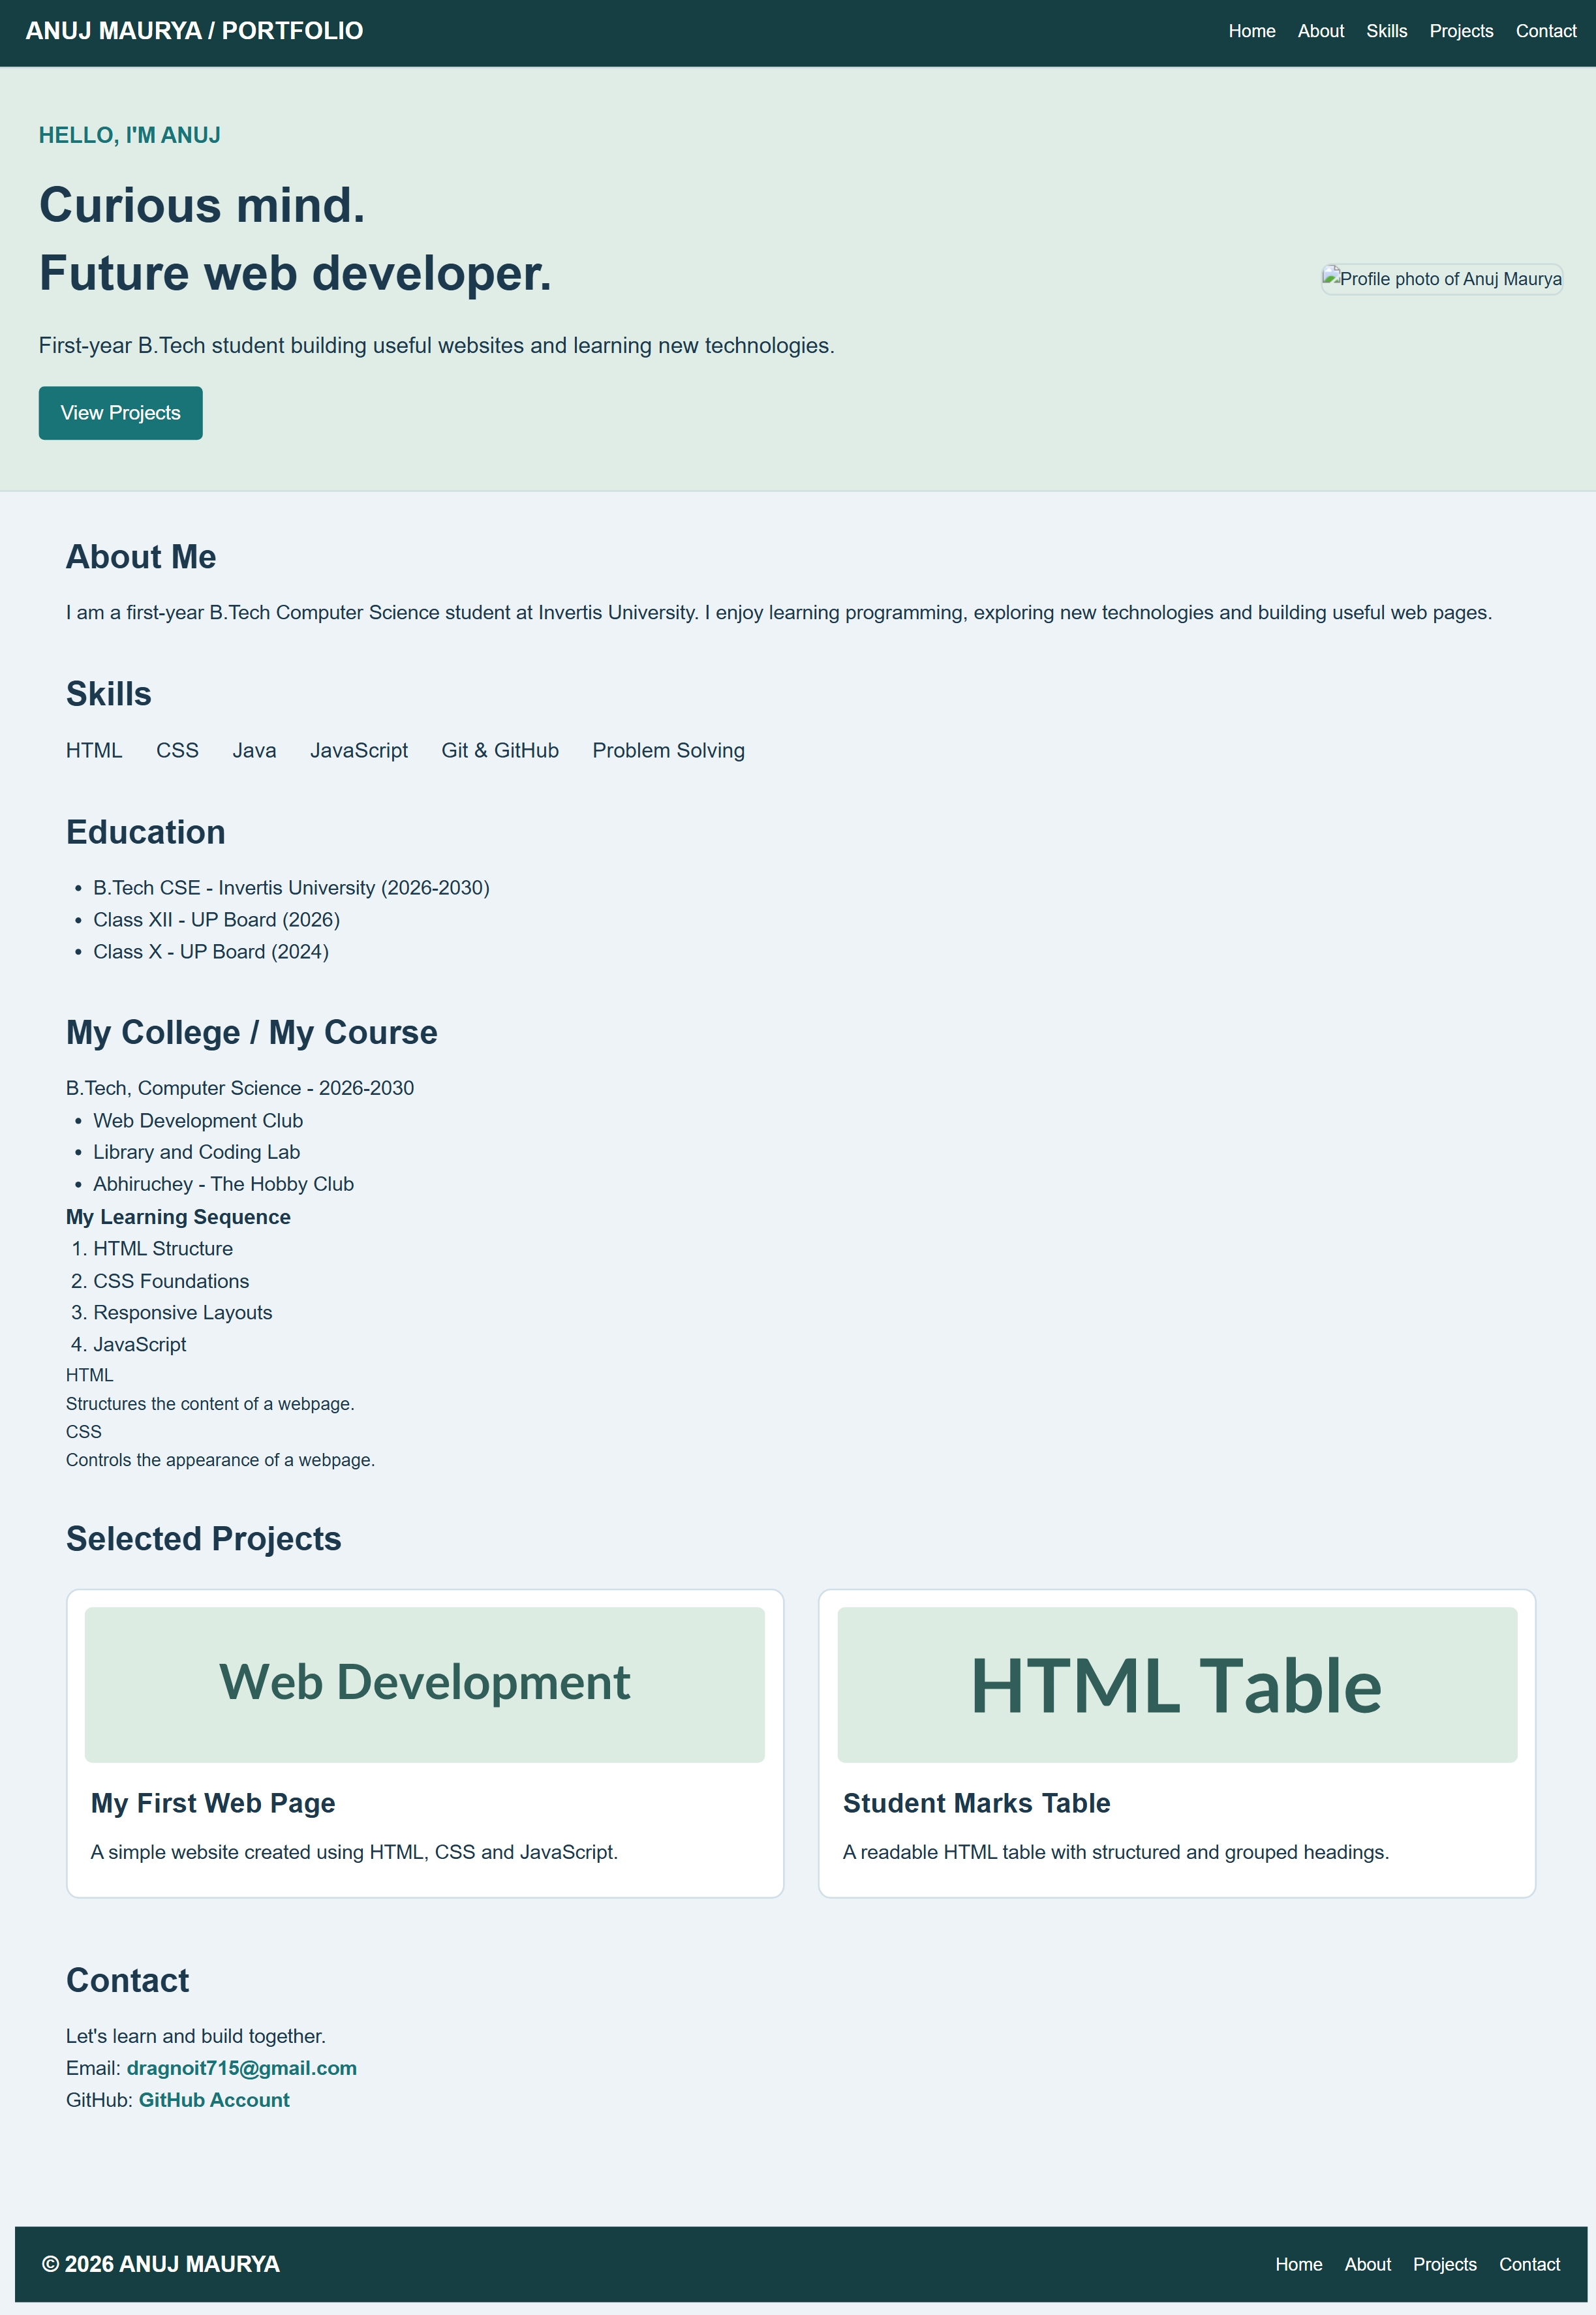 ANUJ MAURYA / PORTFOLIO
Home About Skills Projects Contact
HELLO, I'M ANUJ
Curious mind.
Future web developer.
Profile photo of Anuj Maurya
First-year B.Tech student building useful websites and learning new technologies.
View Projects
About Me
I am a first-year B.Tech Computer Science student at Invertis University. I enjoy learning programming, exploring new technologies and building useful web pages.
Skills
HTML CSS Java JavaScript Git & GitHub Problem Solving
Education
• B.Tech CSE - Invertis University (2026-2030)
• Class XII - UP Board (2026)
• Class X - UP Board (2024)
My College / My Course
B.Tech, Computer Science - 2026-2030
• Web Development Club
• Library and Coding Lab
• Abhiruchey - The Hobby Club
My Learning Sequence
1. HTML Structure
2. CSS Foundations
3. Responsive Layouts
4. JavaScript
HTML
Structures the content of a webpage.
CSS
Controls the appearance of a webpage.
Selected Projects
Web Development
My First Web Page
A simple website created using HTML, CSS and JavaScript.
HTML Table
Student Marks Table
A readable HTML table with structured and grouped headings.
Contact
Let's learn and build together.
Email: dragnoit715@gmail.com
GitHub: GitHub Account
© 2026 ANUJ MAURYA
Home About Projects Contact